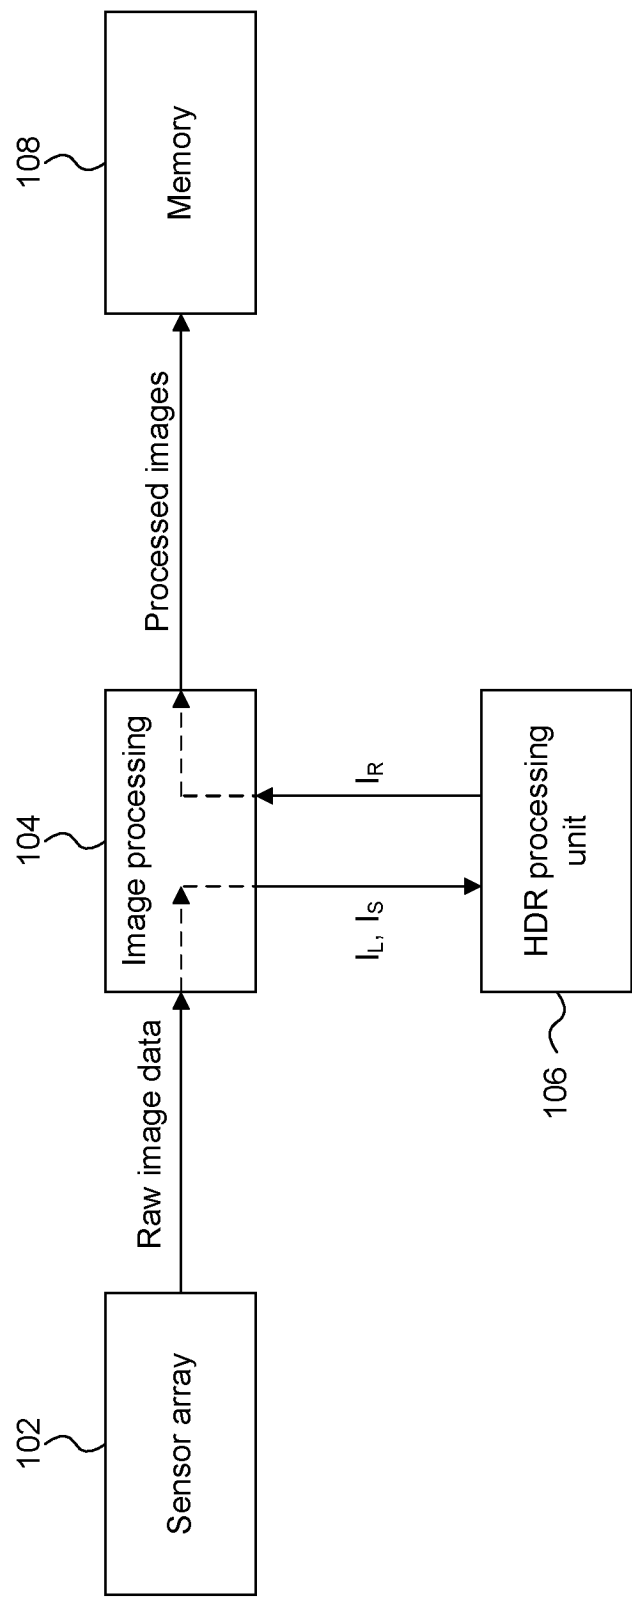 102
Sensor array
Raw image data
104
Image processing
Processed images
108
Memory
I_L, I_S
I_R
106
HDR processing
unit